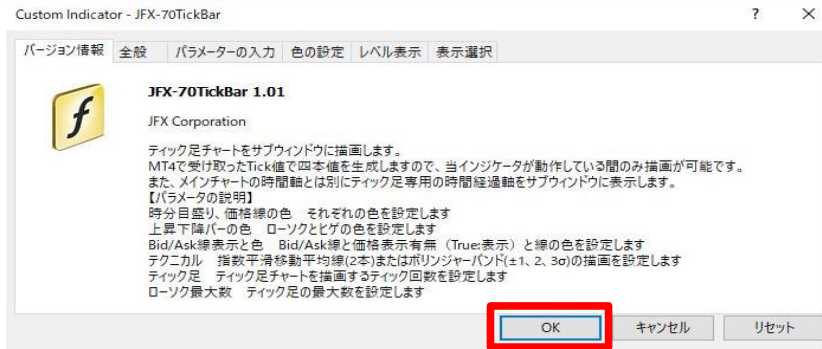 Custom Indicator - JFX-70TickBar
バージョン情報 全般 パラメーターの入力 色の設定 レベル表示 表示選択
JFX-70TickBar 1.01
JFX Corporation
ティック足チャートをサブウィンドウに描画します。
MT4で受け取ったTick値で四本値を生成しますので、当インジケータが動作している間のみ描画が可能です。
また、メインチャートの時間軸とは別にティック足専用の時間経過軸をサブウィンドウに表示します。
【パラメータの説明】
時分目盛り、価格線の色 それぞれの色を設定します
上昇下降バーの色 ローソクとヒゲの色を設定します
Bid/Ask線表示と色 Bid/Ask線と価格表示有無（True:表示）と線の色を設定します
テクニカル 指数平滑移動平均線(2本)またはボリンジャーバンド(±1、2、3σ)の描画を設定します
ティック足 ティック足チャートを描画するティック回数を設定します
ローソク最大数 ティック足の最大数を設定します
OK キャンセル リセット